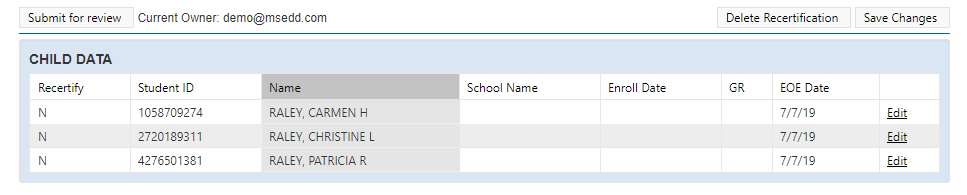 Submit for review Current Owner: demo@msedd.com Delete Recertification Save Changes
CHILD DATA
Recertify Student ID Name School Name Enroll Date GR EOE Date
N 1058709274 RALEY, CARMEN H 7/7/19 Edit
N 2720189311 RALEY, CHRISTINE L 7/7/19 Edit
N 4276501381 RALEY, PATRICIA R 7/7/19 Edit